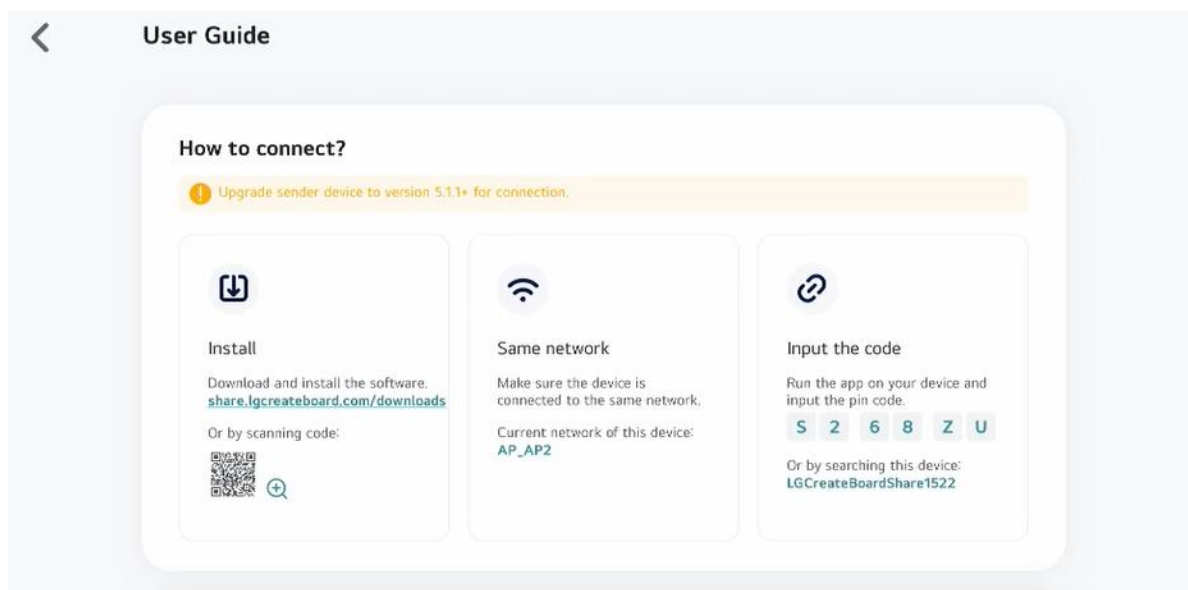 User Guide
How to connect?
Upgrade sender device to version 5.1.1+ for connection.
Install
Download and install the software.
share.lgcreateboard.com/downloads
Or by scanning code:
Same network
Make sure the device is
connected to the same network.
Current network of this device:
AP_AP2
Input the code
Run the app on your device and
input the pin code.
S 2 6 8 Z U
Or by searching this device:
LGCreateBoardShare1522